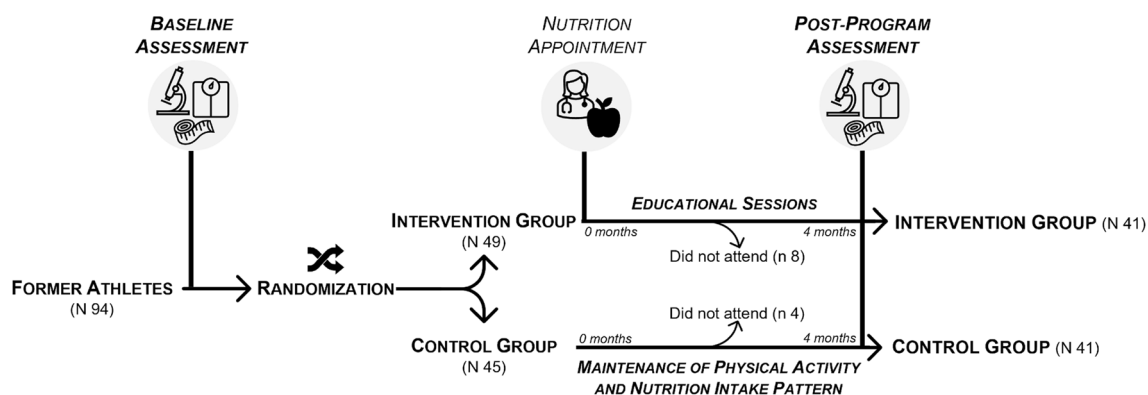 BASELINE
ASSESSMENT
NUTRITION
APPOINTMENT
POST-PROGRAM
ASSESSMENT
EDUCATIONAL SESSIONS
INTERVENTION GROUP
(N 49)
0 months
4 months
INTERVENTION GROUP (N 41)
Did not attend (n 8)
FORMER ATHLETES
(N 94)
RANDOMIZATION
Did not attend (n 4)
CONTROL GROUP
(N 45)
0 months
4 months
CONTROL GROUP (N 41)
MAINTENANCE OF PHYSICAL ACTIVITY
AND NUTRITION INTAKE PATTERN